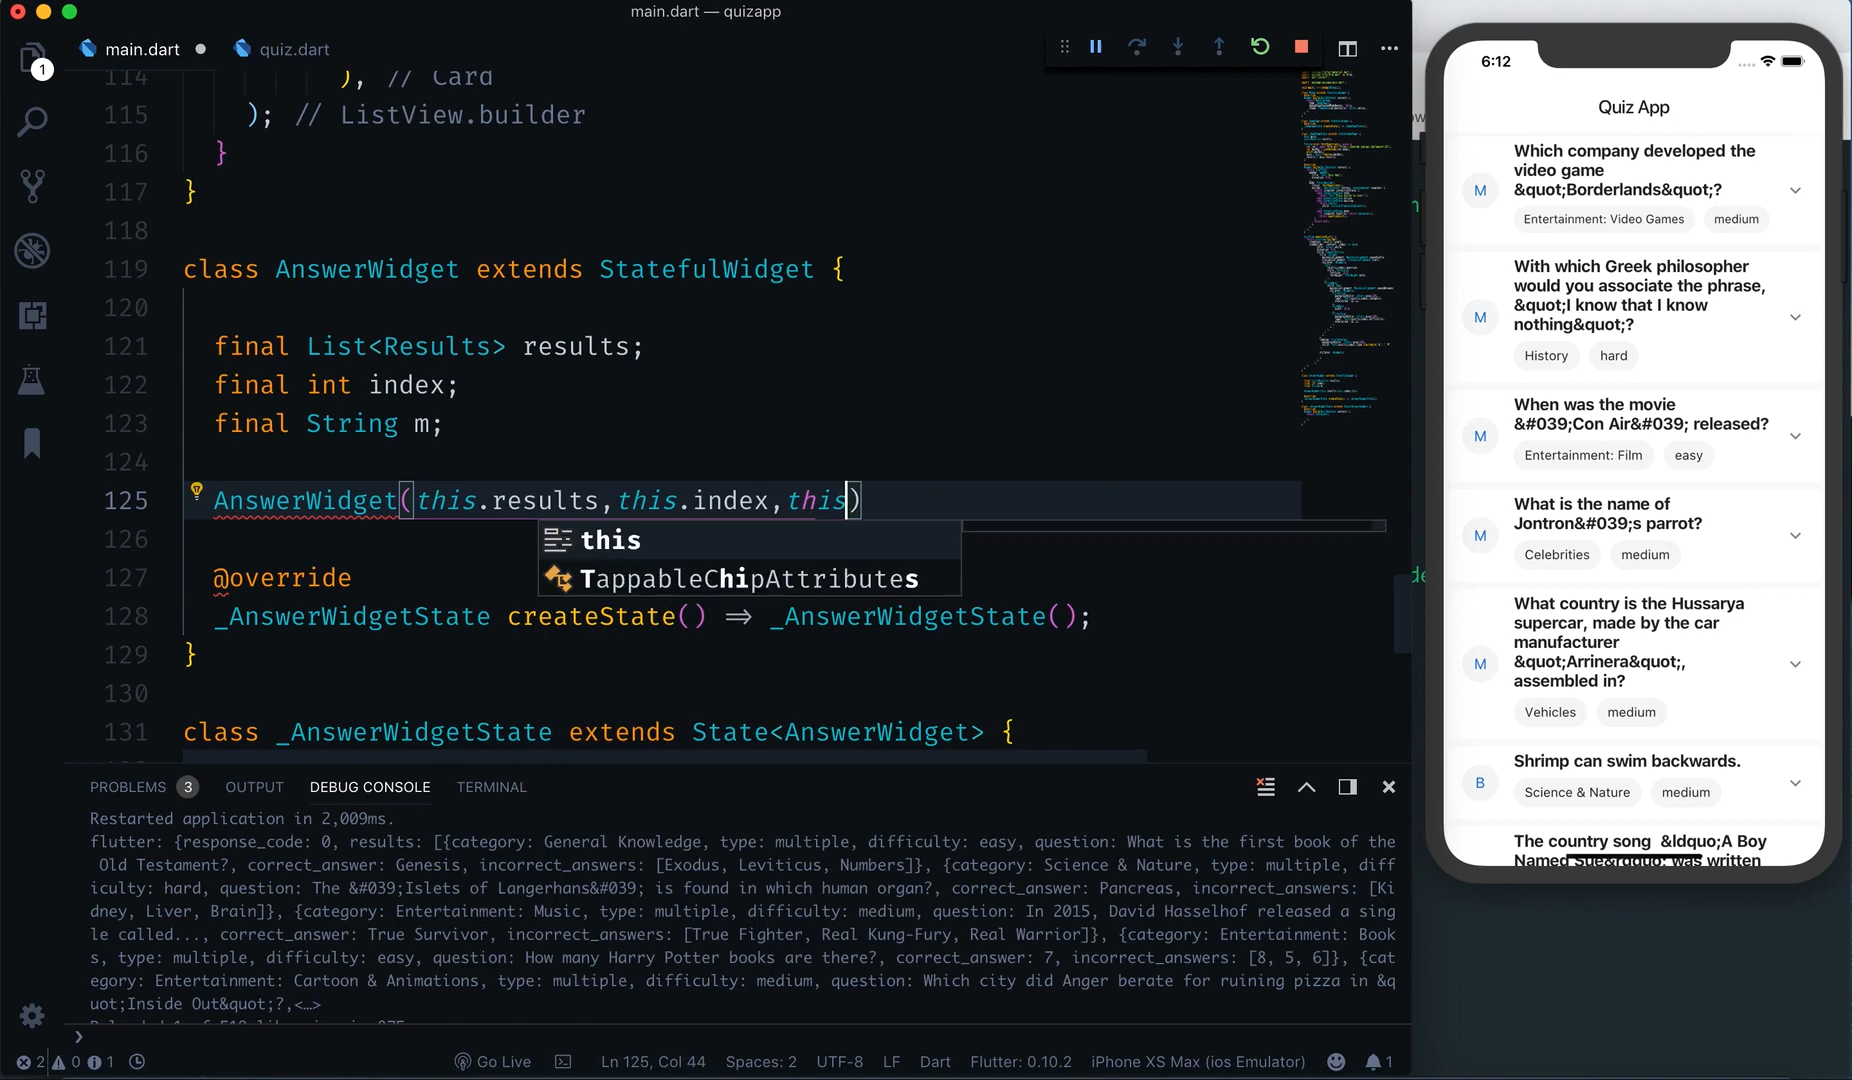 main.dart — quizapp
main.dart
quiz.dart
1
114 ), // Card
115 ); // ListView.builder
116 }
117 }
118
119 class AnswerWidget extends StatefulWidget {
120
121 final List<Results> results;
122 final int index;
123 final String m;
124
125 AnswerWidget(this.results,this.index,this)
this
TappableChipAttributes
126
127 @override
128 _AnswerWidgetState createState() => _AnswerWidgetState();
129 }
130
131 class _AnswerWidgetState extends State<AnswerWidget> {
PROBLEMS 3 OUTPUT DEBUG CONSOLE TERMINAL
Restarted application in 2,009ms.
flutter: {response_code: 0, results: [{category: General Knowledge, type: multiple, difficulty: easy, question: What is the first book of the
Old Testament?, correct_answer: Genesis, incorrect_answers: [Exodus, Leviticus, Numbers]}, {category: Science & Nature, type: multiple, diff
iculty: hard, question: The &#039;Islets of Langerhans&#039; is found in which human organ?, correct_answer: Pancreas, incorrect_answers: [Ki
dney, Liver, Brain]}, {category: Entertainment: Music, type: multiple, difficulty: medium, question: In 2015, David Hasselhof released a sing
le called..., correct_answer: True Survivor, incorrect_answers: [True Fighter, Real Kung-Fury, Real Warrior]}, {category: Entertainment: Book
s, type: multiple, difficulty: easy, question: How many Harry Potter books are there?, correct_answer: 7, incorrect_answers: [8, 5, 6]}, {cat
egory: Entertainment: Cartoon & Animations, type: multiple, difficulty: medium, question: Which city did Anger berate for ruining pizza in &q
uot;Inside Out&quot;?,<…>
2 0 1
Go Live
Ln 125, Col 44 Spaces: 2 UTF-8 LF Dart Flutter: 0.10.2 iPhone XS Max (ios Emulator) 1
6:12
Quiz App
M
Which company developed the
video game
&quot;Borderlands&quot;?
Entertainment: Video Games medium
M
With which Greek philosopher
would you associate the phrase,
&quot;I know that I know
nothing&quot;?
History hard
M
When was the movie
&#039;Con Air&#039; released?
Entertainment: Film easy
M
What is the name of
Jontron&#039;s parrot?
Celebrities medium
M
What country is the Hussarya
supercar, made by the car
manufacturer
&quot;Arrinera&quot;,
assembled in?
Vehicles medium
B
Shrimp can swim backwards.
Science & Nature medium
The country song &ldquo;A Boy
Named Sue&rdquo; was written